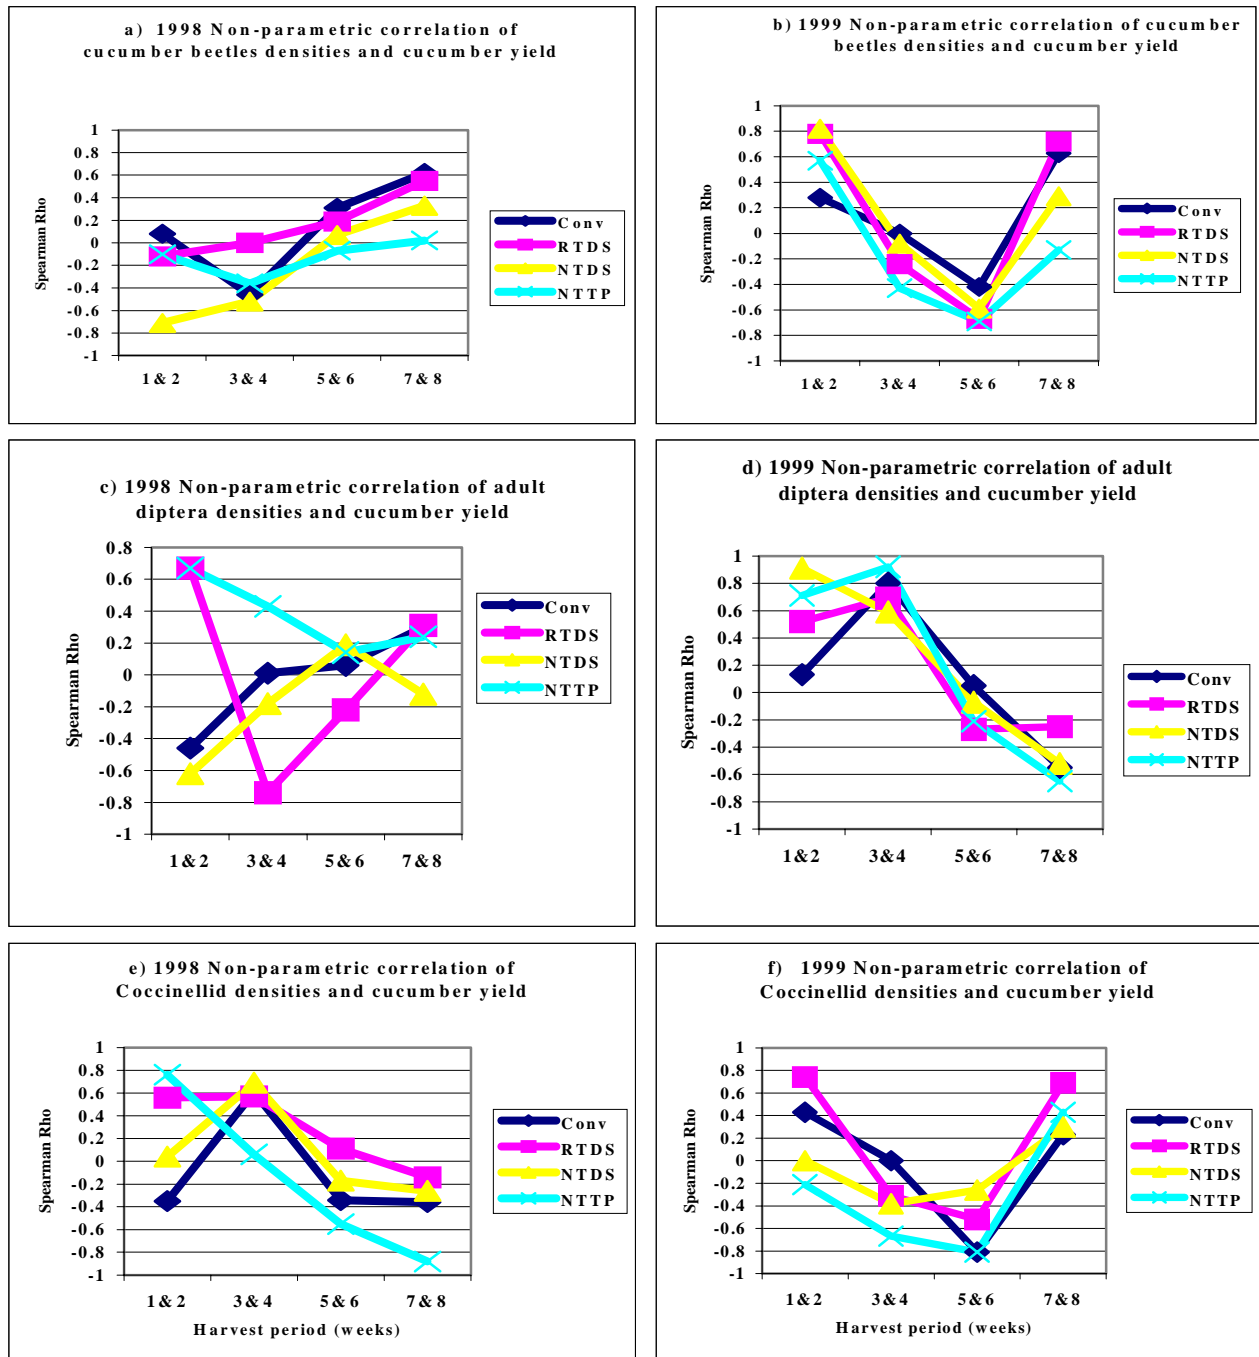 a) 1998 Non-parametric correlation of
cucumber beetles densities and cucumber yield
Spearman Rho
1
0.8
0.6
0.4
0.2
0
-0.2
-0.4
-0.6
-0.8
-1
1 & 2
3 & 4
5 & 6
7 & 8
Conv
RTDS
NTDS
NTTP
b) 1999 Non-parametric correlation of cucumber
beetles densities and cucumber yield
Spearman Rho
1
0.8
0.6
0.4
0.2
0
-0.2
-0.4
-0.6
-0.8
-1
1 & 2
3 & 4
5 & 6
7 & 8
Conv
RTDS
NTDS
NTTP
c) 1998 Non-parametric correlation of adult
diptera densities and cucumber yield
Spearman Rho
0.8
0.6
0.4
0.2
0
-0.2
-0.4
-0.6
-0.8
-1
1 & 2
3 & 4
5 & 6
7 & 8
Conv
RTDS
NTDS
NTTP
d) 1999 Non-parametric correlation of adult
diptera densities and cucumber yield
Spearman Rho
1
0.8
0.6
0.4
0.2
0
-0.2
-0.4
-0.6
-0.8
-1
1 & 2
3 & 4
5 & 6
7 & 8
Conv
RTDS
NTDS
NTTP
e) 1998 Non-parametric correlation of
Coccinellid densities and cucumber yield
Spearman Rho
1
0.8
0.6
0.4
0.2
0
-0.2
-0.4
-0.6
-0.8
-1
1 & 2
3 & 4
5 & 6
7 & 8
Harvest period (weeks)
Conv
RTDS
NTDS
NTTP
f) 1999 Non-parametric correlation of
Coccinellid densities and cucumber yield
Spearman Rho
1
0.8
0.6
0.4
0.2
0
-0.2
-0.4
-0.6
-0.8
-1
1 & 2
3 & 4
5 & 6
7 & 8
Harvest period (weeks)
Conv
RTDS
NTDS
NTTP